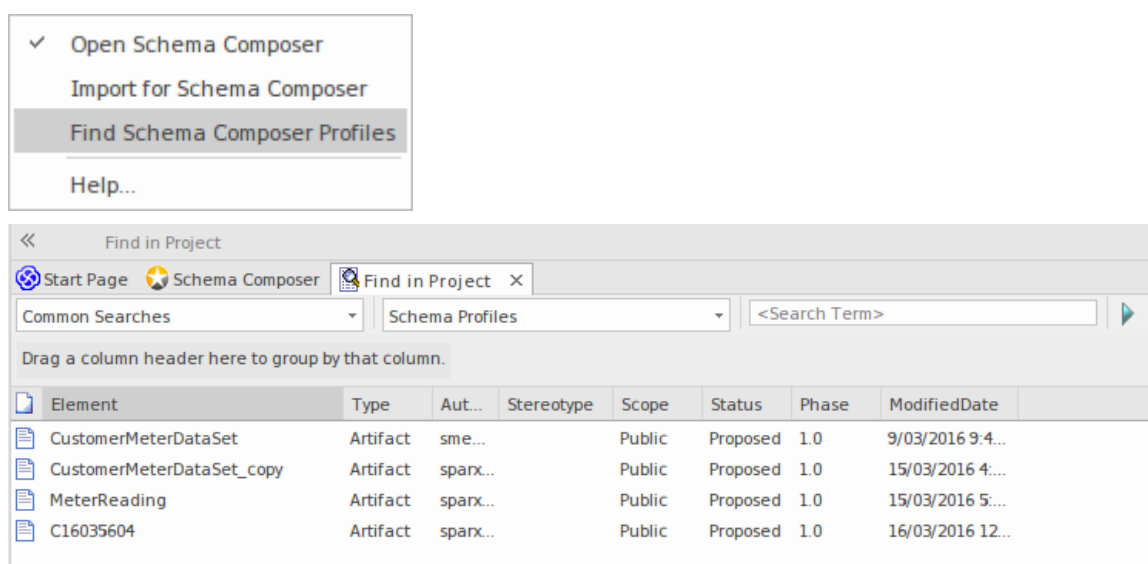 Open Schema Composer
Import for Schema Composer
Find Schema Composer Profiles
Help...
Find in Project
Start Page Schema Composer Find in Project
Common Searches Schema Profiles <Search Term>
Drag a column header here to group by that column.
Element Type Aut... Stereotype Scope Status Phase ModifiedDate
CustomerMeterDataSet Artifact sme... Public Proposed 1.0 9/03/2016 9:4...
CustomerMeterDataSet_copy Artifact sparx... Public Proposed 1.0 15/03/2016 4:...
MeterReading Artifact sparx... Public Proposed 1.0 15/03/2016 5:...
C16035604 Artifact sparx... Public Proposed 1.0 16/03/2016 12...